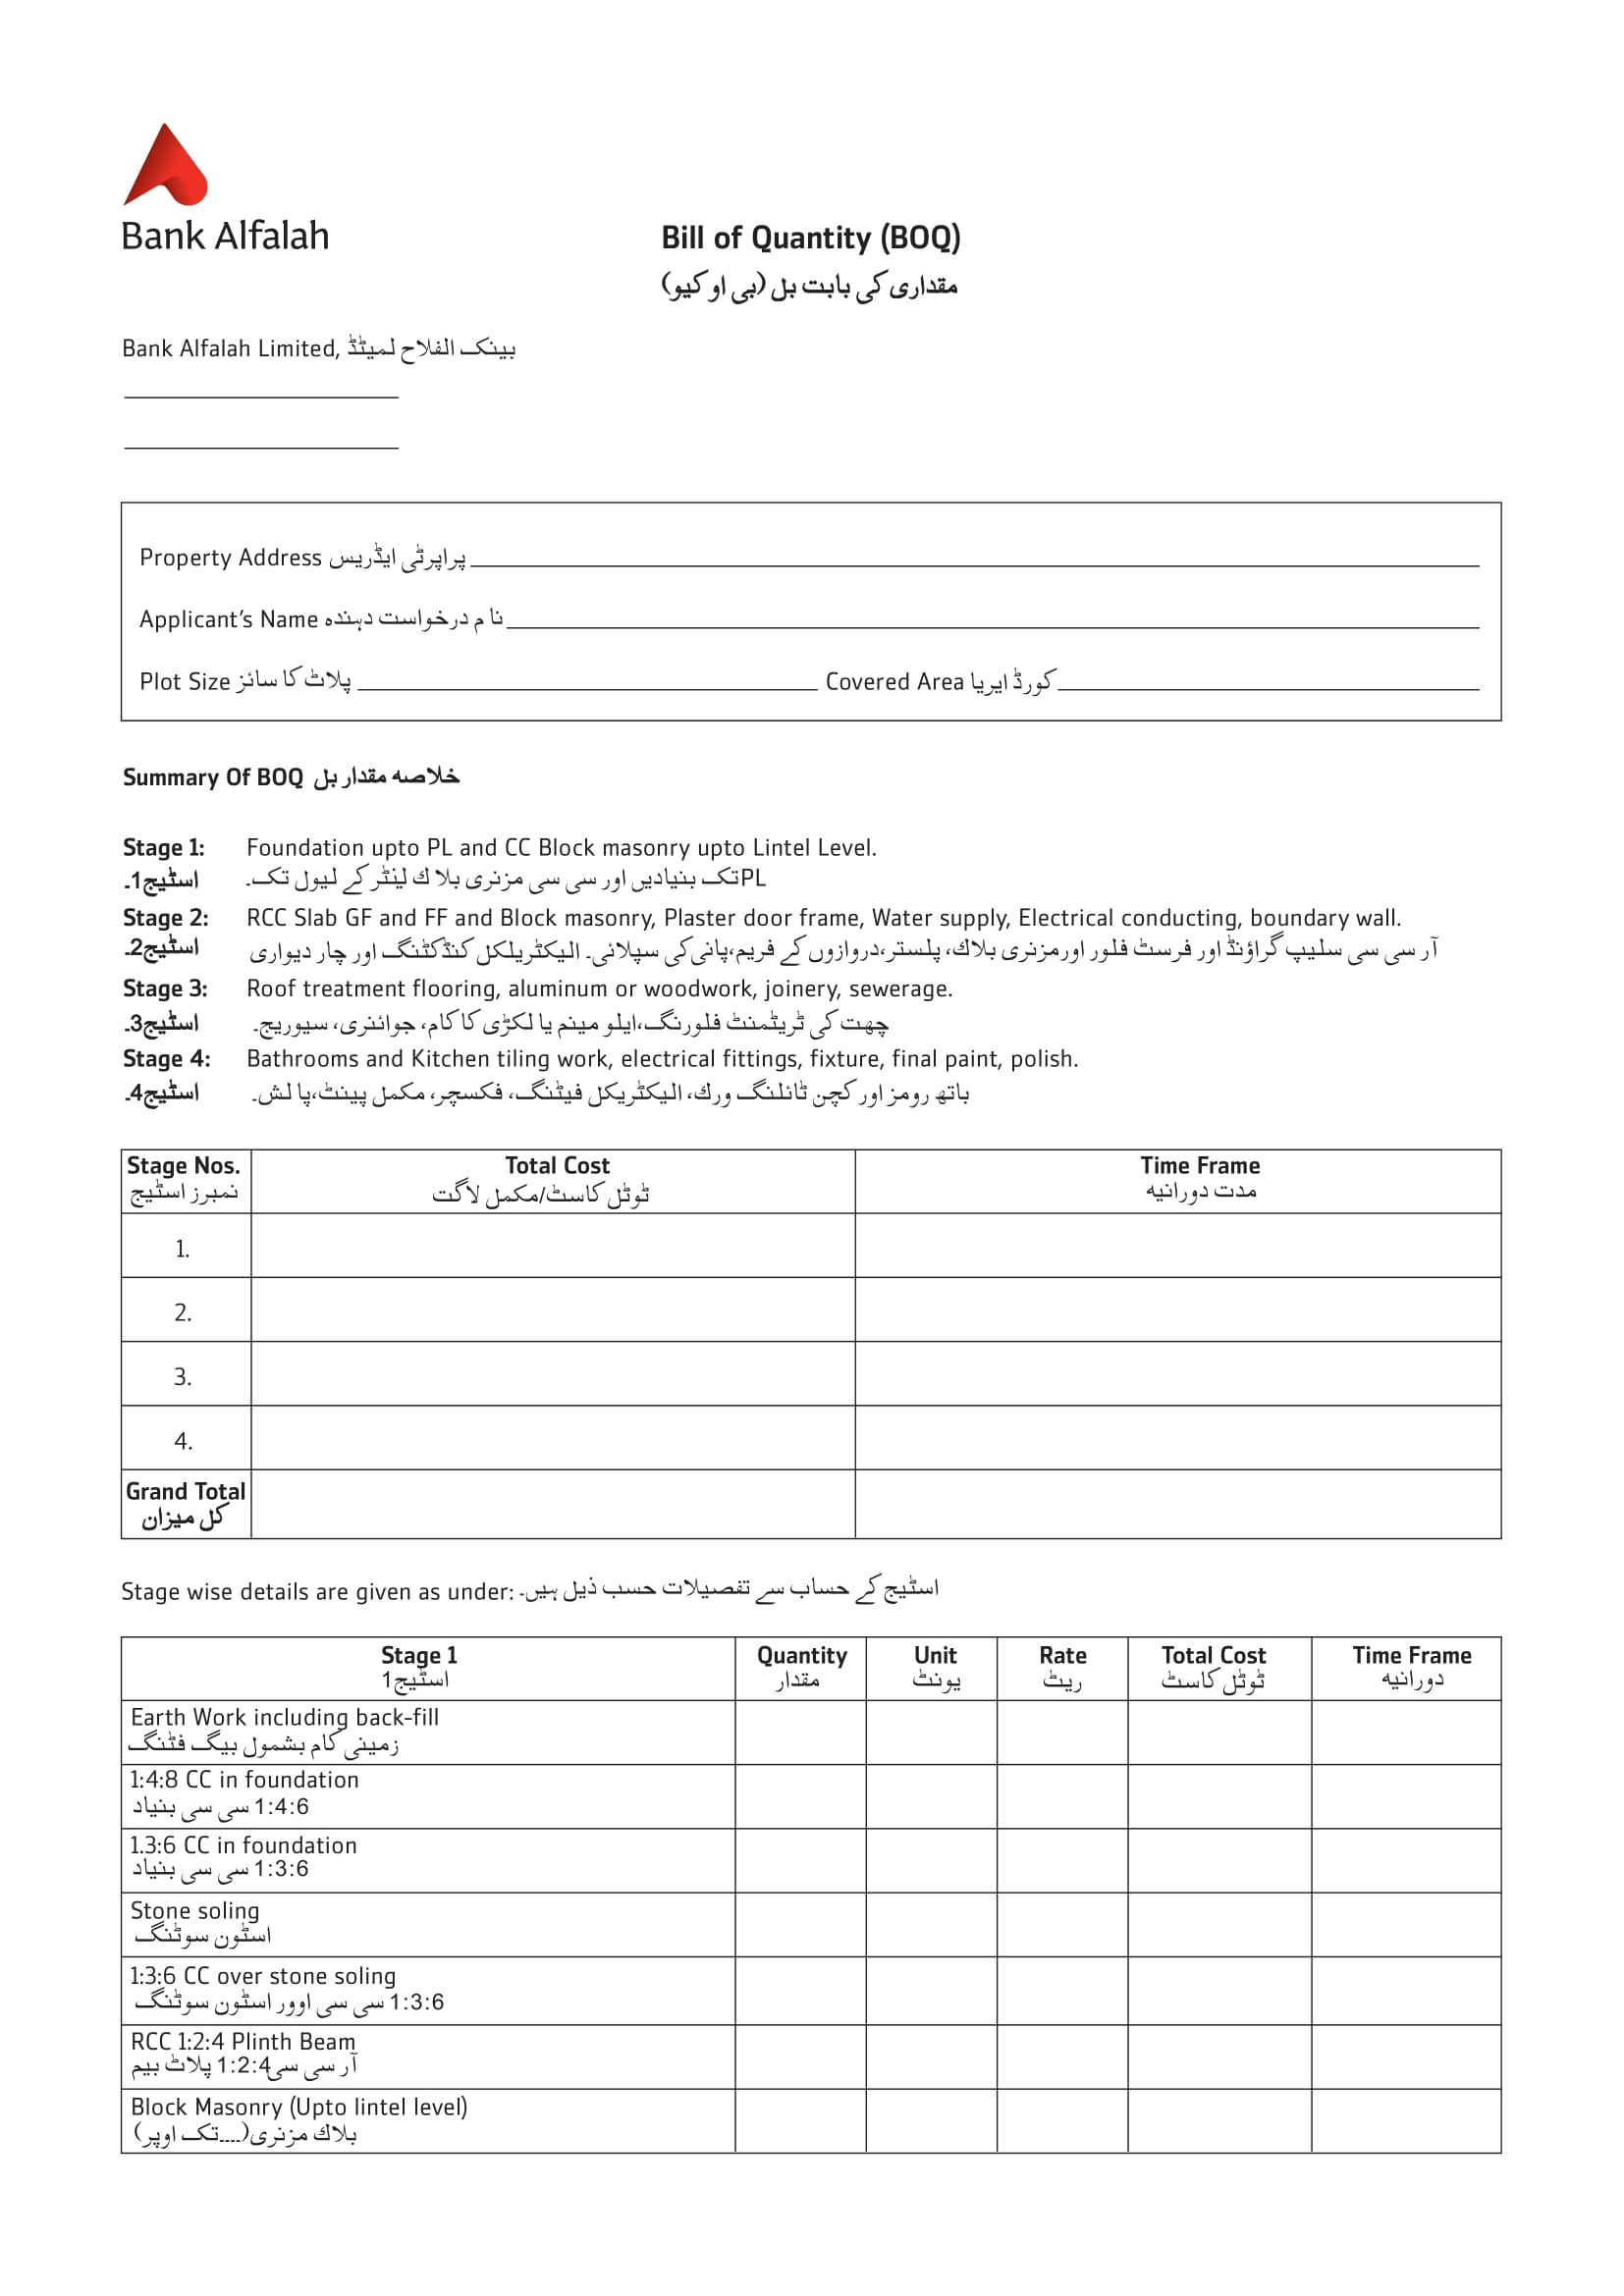 Bank Alfalah
Bill of Quantity (BOQ)
مقداری کی بابت بل (بی او کیو)
Bank Alfalah Limited, بینک الفلاح لمیٹڈ
Property Address پراپرٹی ایڈریس
Applicant's Name نا م درخواست دہندہ
Plot Size پلاٹ کا سائز Covered Area کورڈ ایریا
Summary Of BOQ خلاصہ مقدار بل
Stage 1: Foundation upto PL and CC Block masonry upto Lintel Level.
اسٹیج1۔ PLتک بنیادیں اور سی سی مزنری بلا ك لینٹر کے لیول تک۔
Stage 2: RCC Slab GF and FF and Block masonry, Plaster door frame, Water supply, Electrical conducting, boundary wall.
اسٹیج2۔ آر سی سی سلیپ گراؤنڈ اور فرسٹ فلور اورمزنری بلاك، پلستر،دروازوں کے فریم،پانی کی سپلائی۔ الیکٹریلکل کنڈکٹنگ اور چار دیواری
Stage 3: Roof treatment flooring, aluminum or woodwork, joinery, sewerage.
اسٹیج3۔ چھت کی ٹریٹمنٹ فلورنگ،ایلو مینم یا لکڑی کا کام، جوائنری، سیوریج۔
Stage 4: Bathrooms and Kitchen tiling work, electrical fittings, fixture, final paint, polish.
اسٹیج4۔ باتھ رومز اور کچن ٹائلنگ ورك، الیکٹریکل فیٹنگ، فکسچر، مکمل پینٹ،پا لش۔
Stage Nos. Total Cost Time Frame
نمبرز اسٹیج ٹوٹل کاسٹ/مکمل لاگت مدت دورانیہ
1.
2.
3.
4.
Grand Total
کل میزان
Stage wise details are given as under: اسٹیج کے حساب سے تفصیلات حسب ذیل ہیں۔
Stage 1 Quantity Unit Rate Total Cost Time Frame
اسٹیج1 مقدار یونٹ ریٹ ٹوٹل کاسٹ دورانیہ
Earth Work including back-fill
زمینی کام بشمول بیگ فٹنگ
1:4:8 CC in foundation
1:4:6 سی سی بنیاد
1.3:6 CC in foundation
1:3:6 سی سی بنیاد
Stone soling
اسٹون سوٹنگ
1:3:6 CC over stone soling
1:3:6 سی سی اوور اسٹون سوٹنگ
RCC 1:2:4 Plinth Beam
آر سی سی1:2:4 پلاٹ بیم
Block Masonry (Upto lintel level)
بلاك مزنری(....تک اوپر)